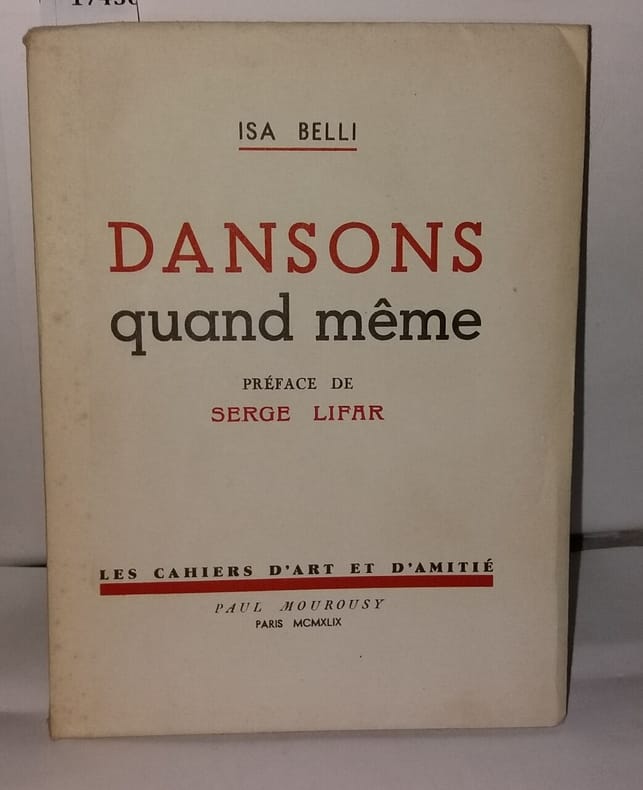 ISA BELLI
DANSONS
quand même
PRÉFACE DE
SERGE LIFAR
LES CAHIERS D'ART ET D'AMITIÉ
PAUL MOUROUSY
PARIS MCMXLIX